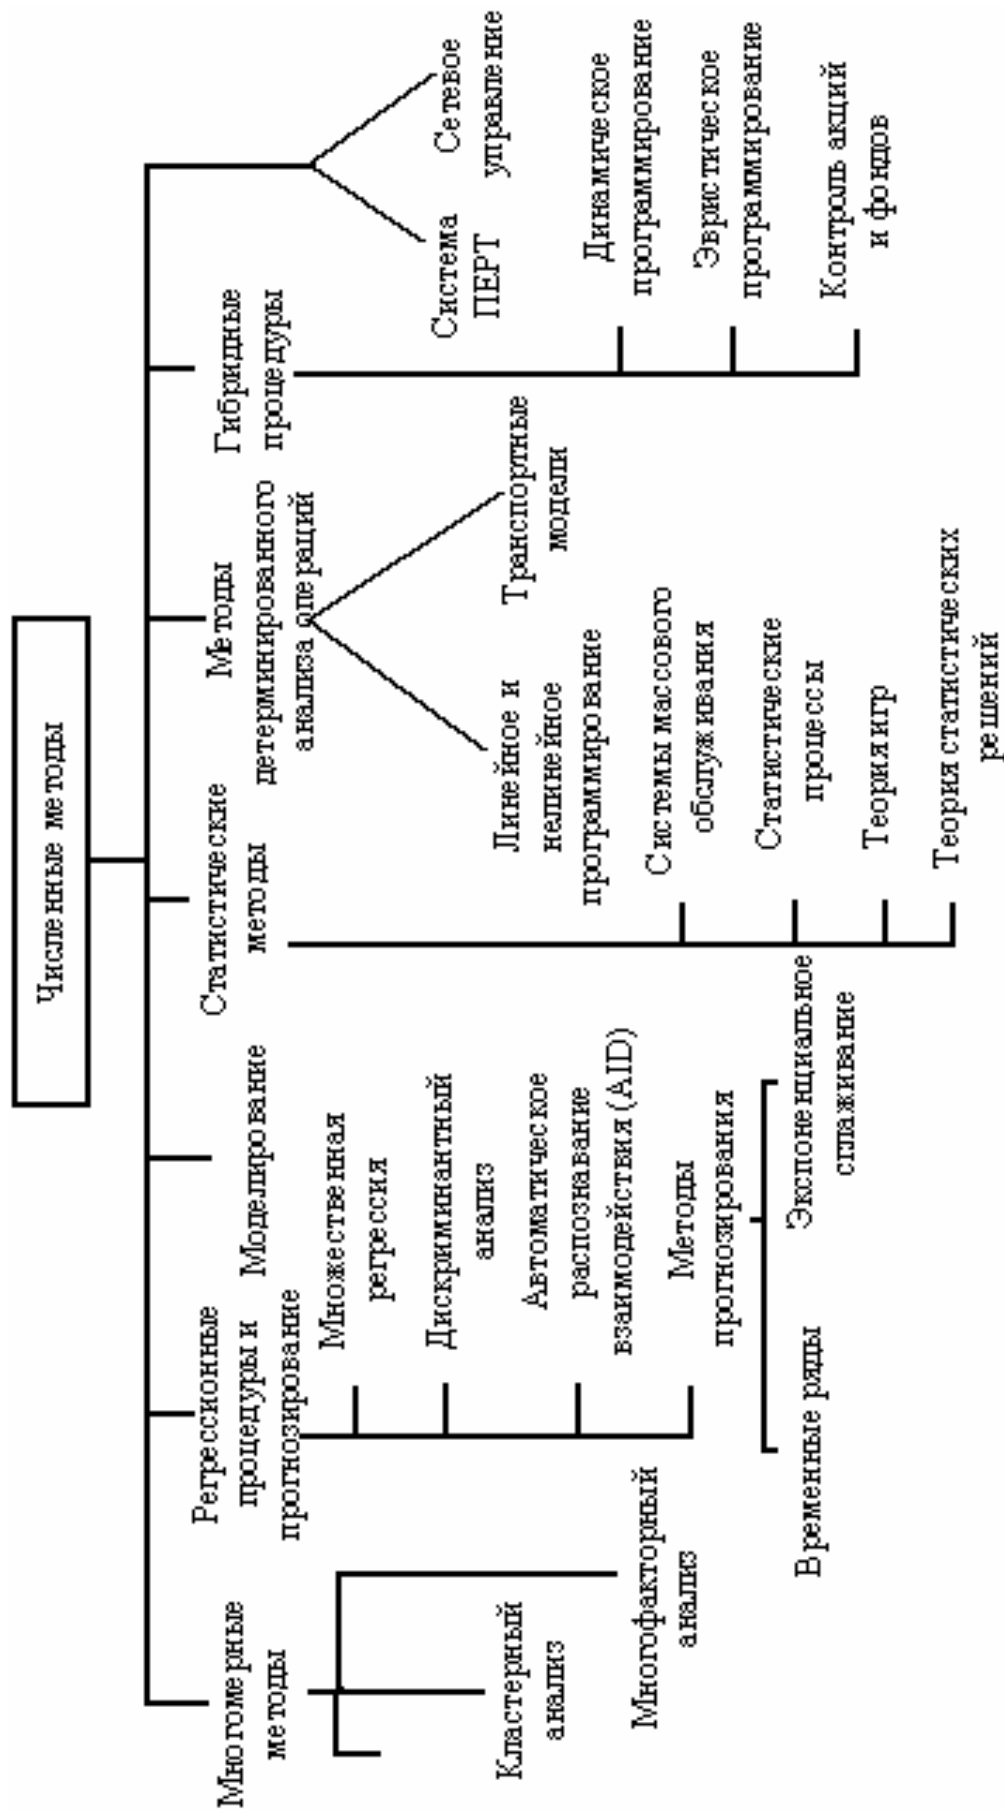 Численные методы
Многомерные
методы
Кластерный
анализ
Многофакторный
анализ
Регрессионные
процедуры и
прогнозирование
Множественная
регрессия
Дискриминантный
анализ
Автоматическое
распознавание
взаимодействия (AID)
Методы
прогнозирования
Временные ряды
Экспоненциальное
сглаживание
Моделирование
Статистические
методы
Системы массового
обслуживания
Статистические
процессы
Теория игр
Теория статистических
решений
Методы
детерминированного
анализа операций
Линейное и
нелинейное
программирование
Транспортные
модели
Гибридные
процедуры
Динамическое
программирование
Эвристическое
программирование
Контроль акций
и фондов
Система
ПЕРТ
Сетевое
управление